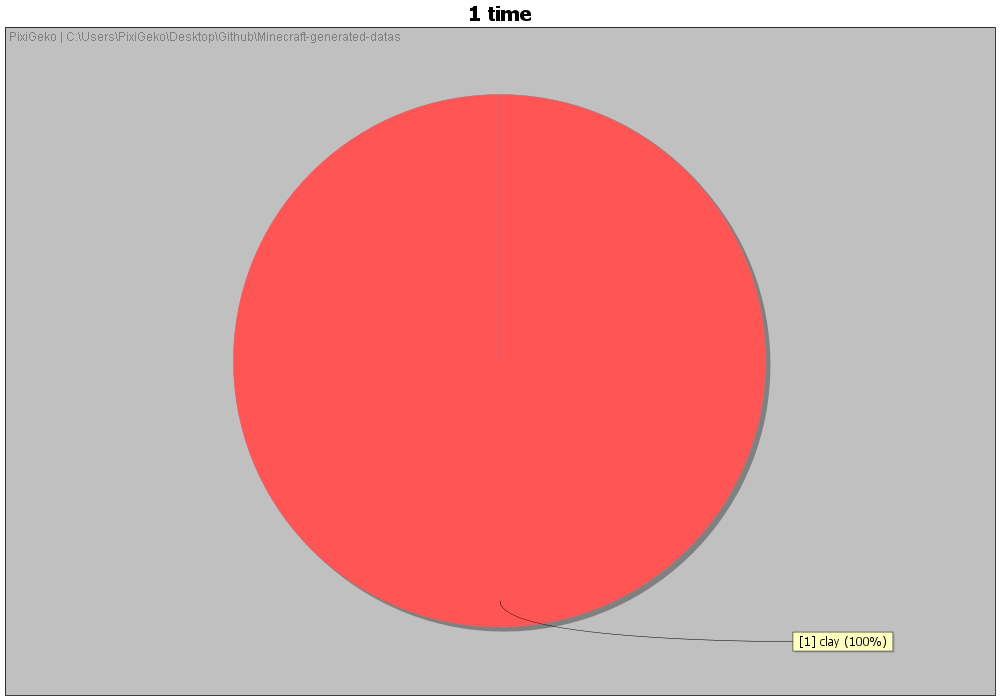 1 time
PixiGeko | C:\Users\PixiGeko\Desktop\Github\Minecraft-generated-datas
[1] clay (100%)